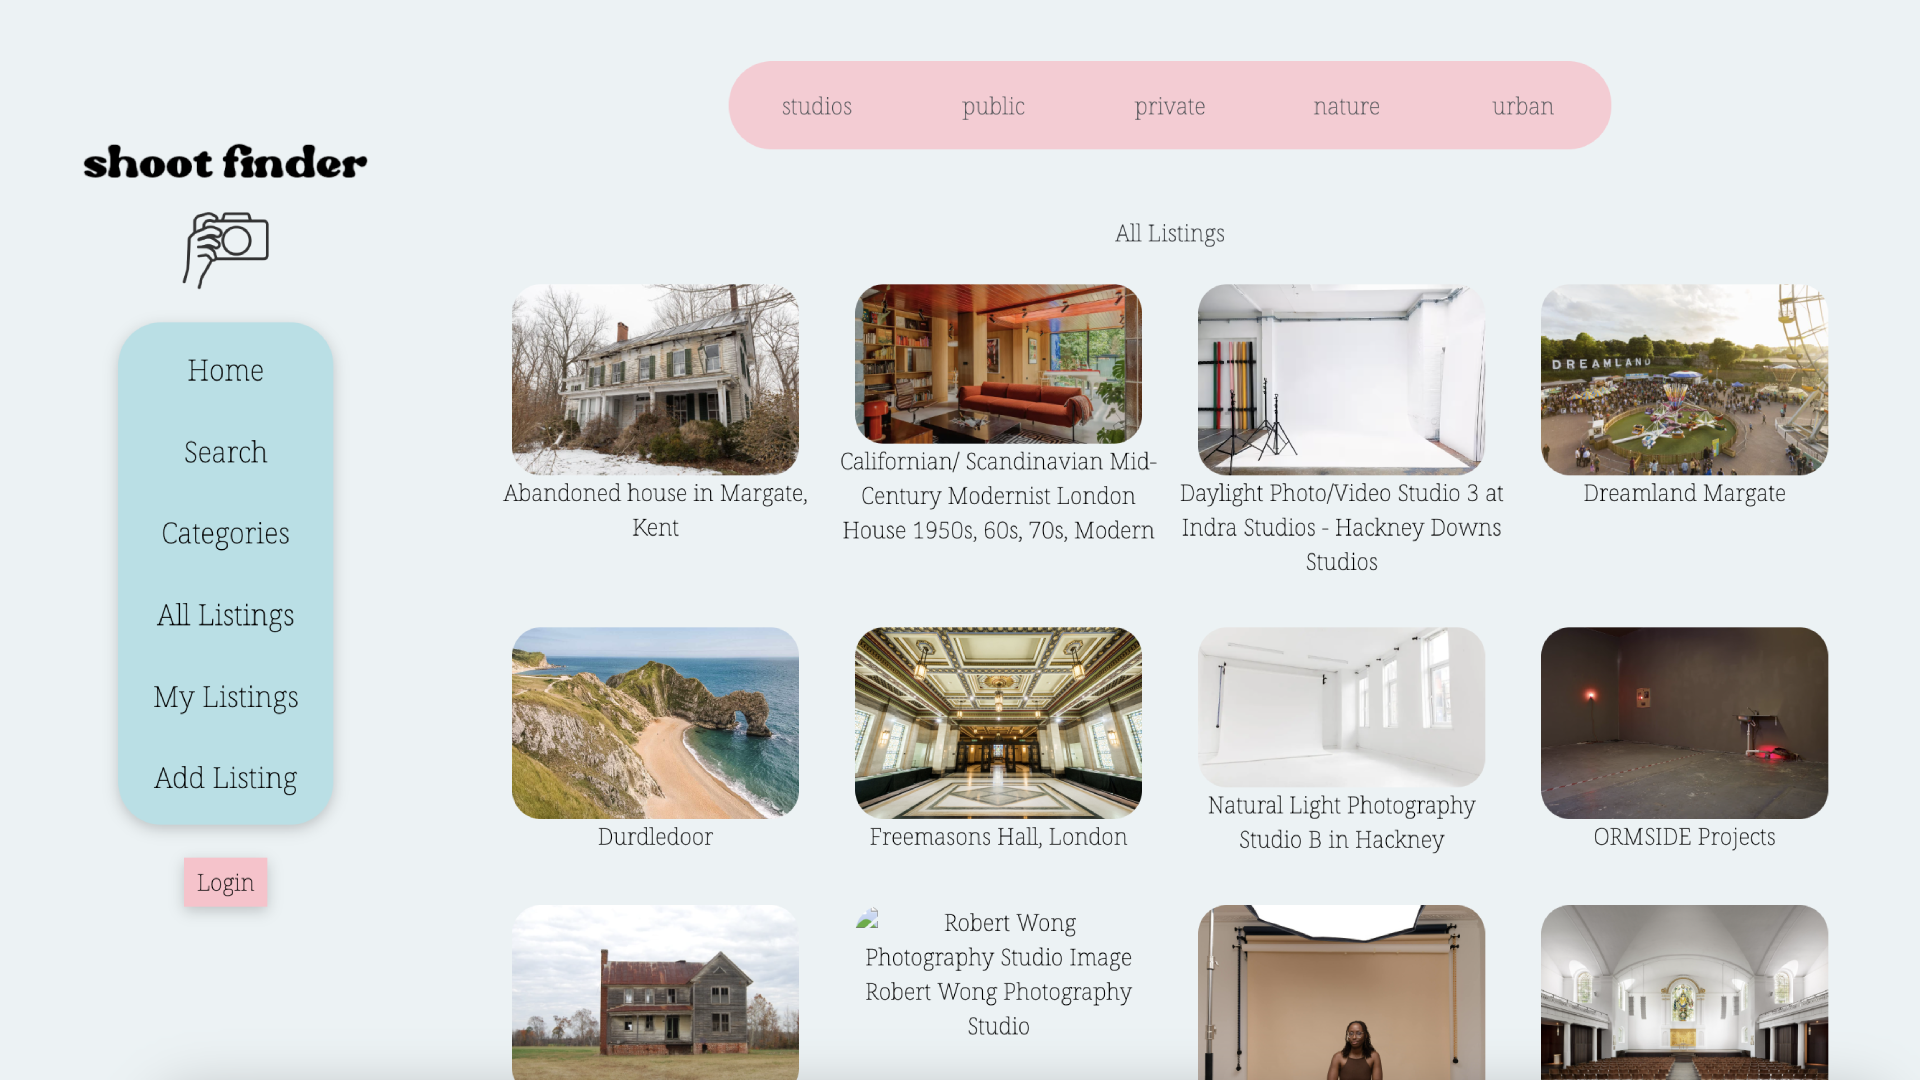 studios
public
private
nature
urban
shoot finder
Home
Search
Categories
All Listings
My Listings
Add Listing
Login
All Listings
Abandoned house in Margate,
Kent
Californian/ Scandinavian Mid-
Century Modernist London
House 1950s, 60s, 70s, Modern
Daylight Photo/Video Studio 3 at
Indra Studios - Hackney Downs
Studios
DREAMLAND
Dreamland Margate
Durdledoor
Freemasons Hall, London
Natural Light Photography
Studio B in Hackney
ORMSIDE Projects
Robert Wong
Photography Studio Image
Robert Wong Photography
Studio